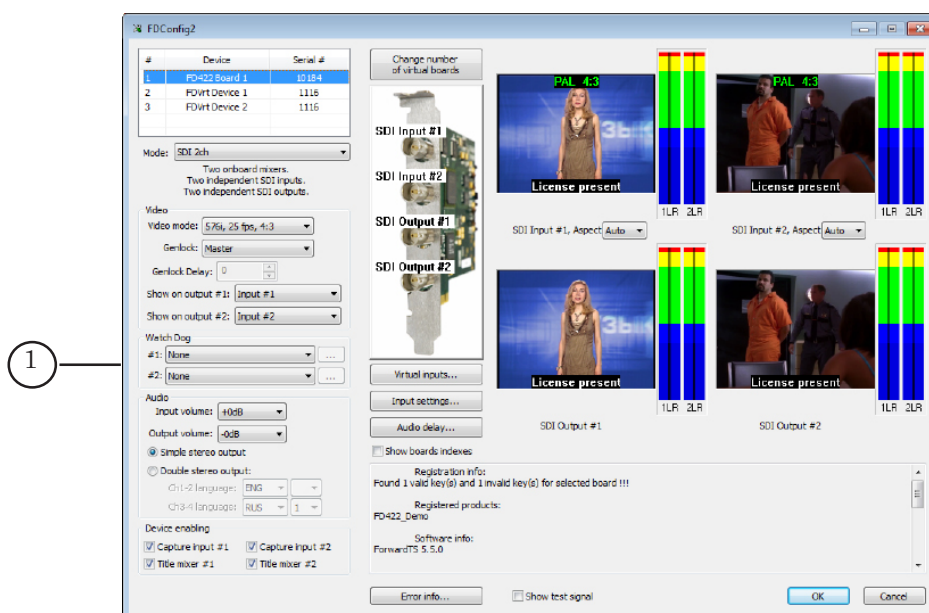 FDConfig2
# Device Serial #
1 FD422 Board 1 10184
2 FDVrt Device 1 1116
3 FDVrt Device 2 1116
Mode: SDI 2ch
Two onboard mixers.
Two independent SDI inputs.
Two independent SDI outputs.
Video
Video mode: 576i, 25 fps, 4:3
Genlock: Master
Genlock Delay: 0
Show on output #1: Input #1
Show on output #2: Input #2
Watch Dog
#1: None ...
#2: None ...
1
Audio
Input volume: +0dB
Output volume: -0dB
Simple stereo output
Double stereo output:
Ch1-2 language: ENG -
Ch3-4 language: RUS 1
Device enabling
Capture input #1 Capture input #2
Title mixer #1 Title mixer #2
Change number
of virtual boards
SDI Input #1
SDI Input #2
SDI Output #1
SDI Output #2
Virtual inputs...
Input settings...
Audio delay...
Show boards indexes
PAL 4:3
ЗЬ
License present
1LR 2LR
SDI Input #1, Aspect Auto
PAL 4:3
License present
1LR 2LR
SDI Input #2, Aspect Auto
ЗЬ
License present
1LR 2LR
SDI Output #1
License present
1LR 2LR
SDI Output #2
Registration info:
Found 1 valid key(s) and 1 invalid key(s) for selected board !!!
Registered products:
FD422_Demo
Software info:
ForwardTS 5.5.0
Error info... Show test signal OK Cancel